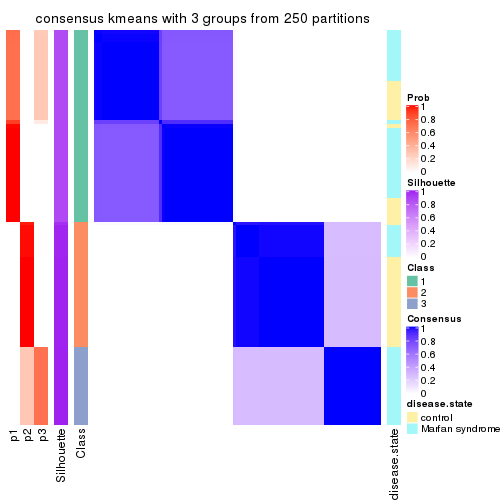 consensus kmeans with 3 groups from 250 partitions
Prob
1
0.8
0.6
0.4
0.2
0
Silhouette
1
0.8
0.6
0.4
0.2
0
Class
1
2
3
Consensus
1
0.8
0.6
0.4
0.2
0
disease.state
control
Marfan syndrome
p1
p2
p3
Silhouette
Class
disease.state